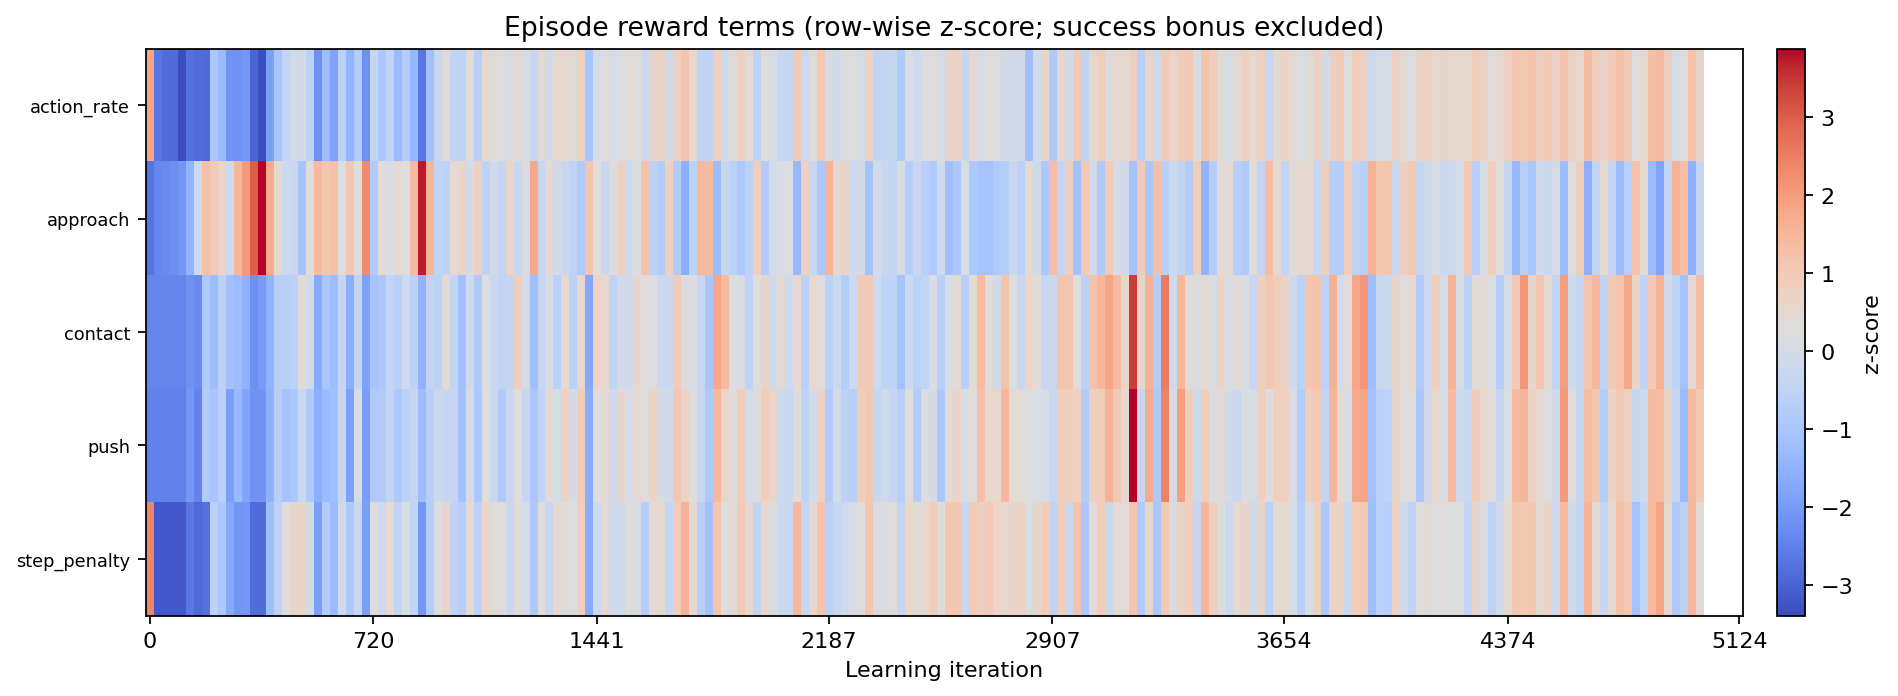 Episode reward terms (row-wise z-score; success bonus excluded)
action_rate
approach
contact
push
step_penalty
0 720 1441 2187 2907 3654 4374 5124
Learning iteration
3
2
1
0
−1
−2
−3
z-score